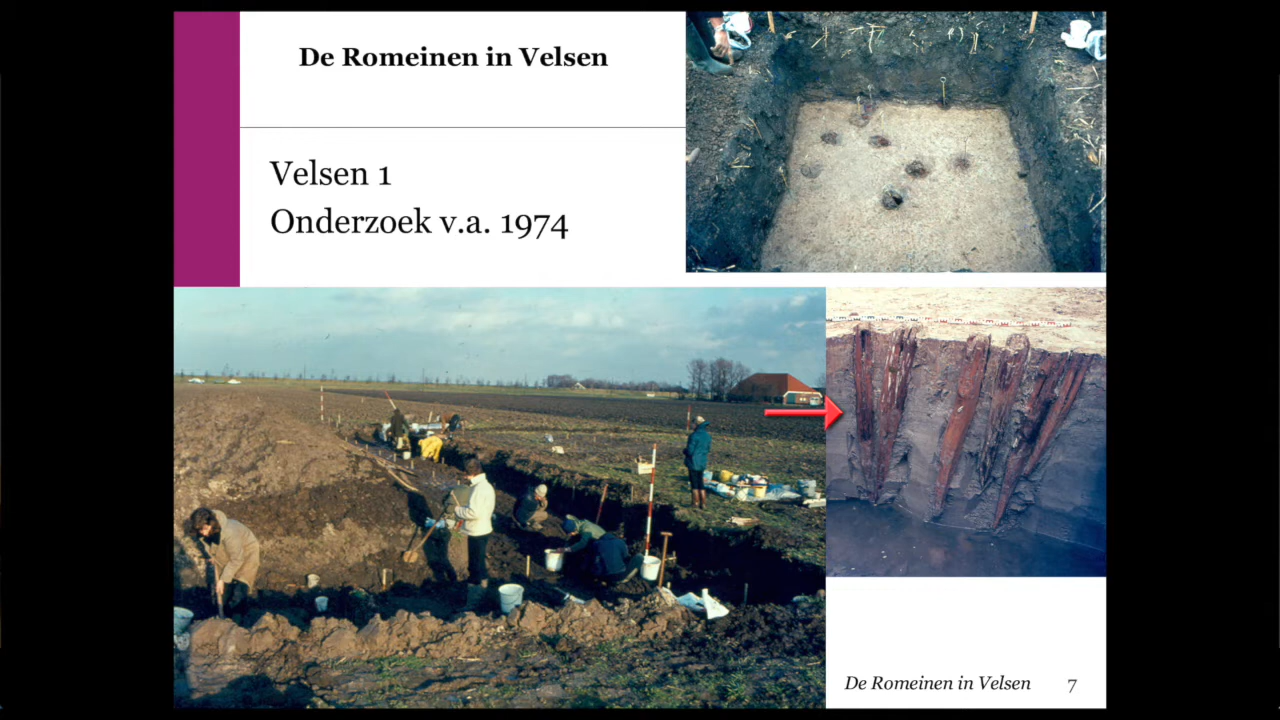 De Romeinen in Velsen
Velsen 1
Onderzoek v.a. 1974
De Romeinen in Velsen 7